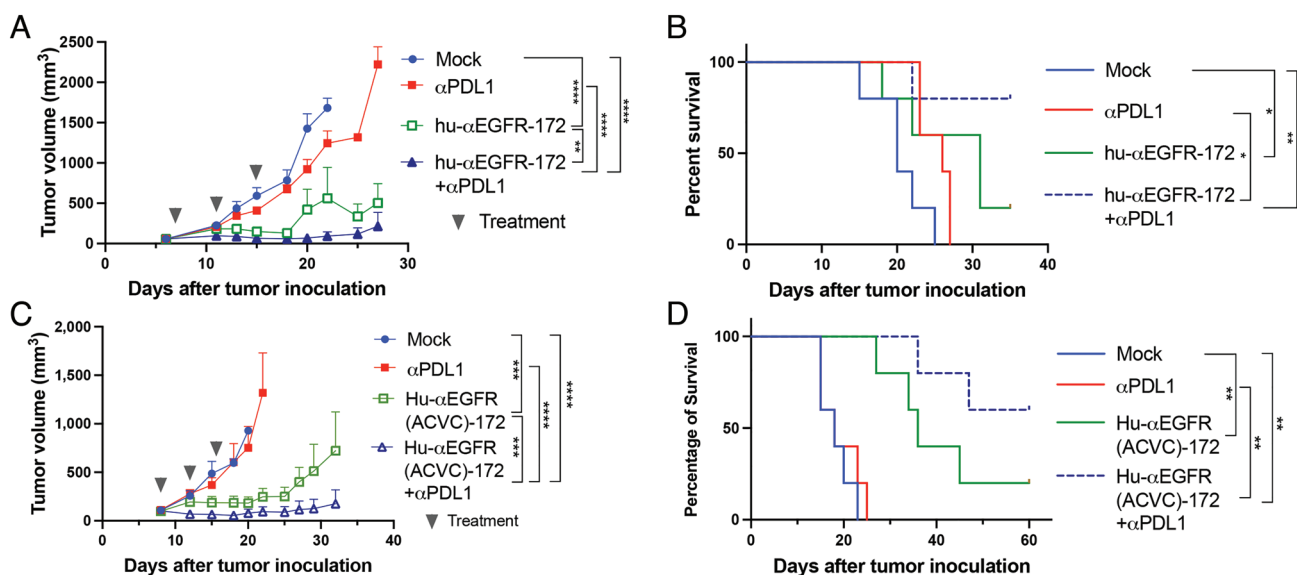 A
Tumor volume (mm3)
2500
2000
1500
1000
500
0
0 10 20 30
Days after tumor inoculation
Mock
αPDL1
hu-αEGFR-172
hu-αEGFR-172
+αPDL1
Treatment
****
**
****
****
B
Percent survival
100
50
0
0 10 20 30 40
Days after tumor inoculation
Mock
αPDL1
hu-αEGFR-172
hu-αEGFR-172
+αPDL1
*
*
**
C
Tumor volume (mm3)
2,000
1,500
1,000
500
0
0 10 20 30 40
Days after tumor inoculation
Mock
αPDL1
Hu-αEGFR
(ACVC)-172
Hu-αEGFR
(ACVC)-172
+αPDL1
Treatment
***
***
****
****
D
Percentage of Survival
100
50
0
0 20 40 60
Days after tumor inoculation
Mock
αPDL1
Hu-αEGFR
(ACVC)-172
Hu-αEGFR
(ACVC)-172
+αPDL1
**
**
**